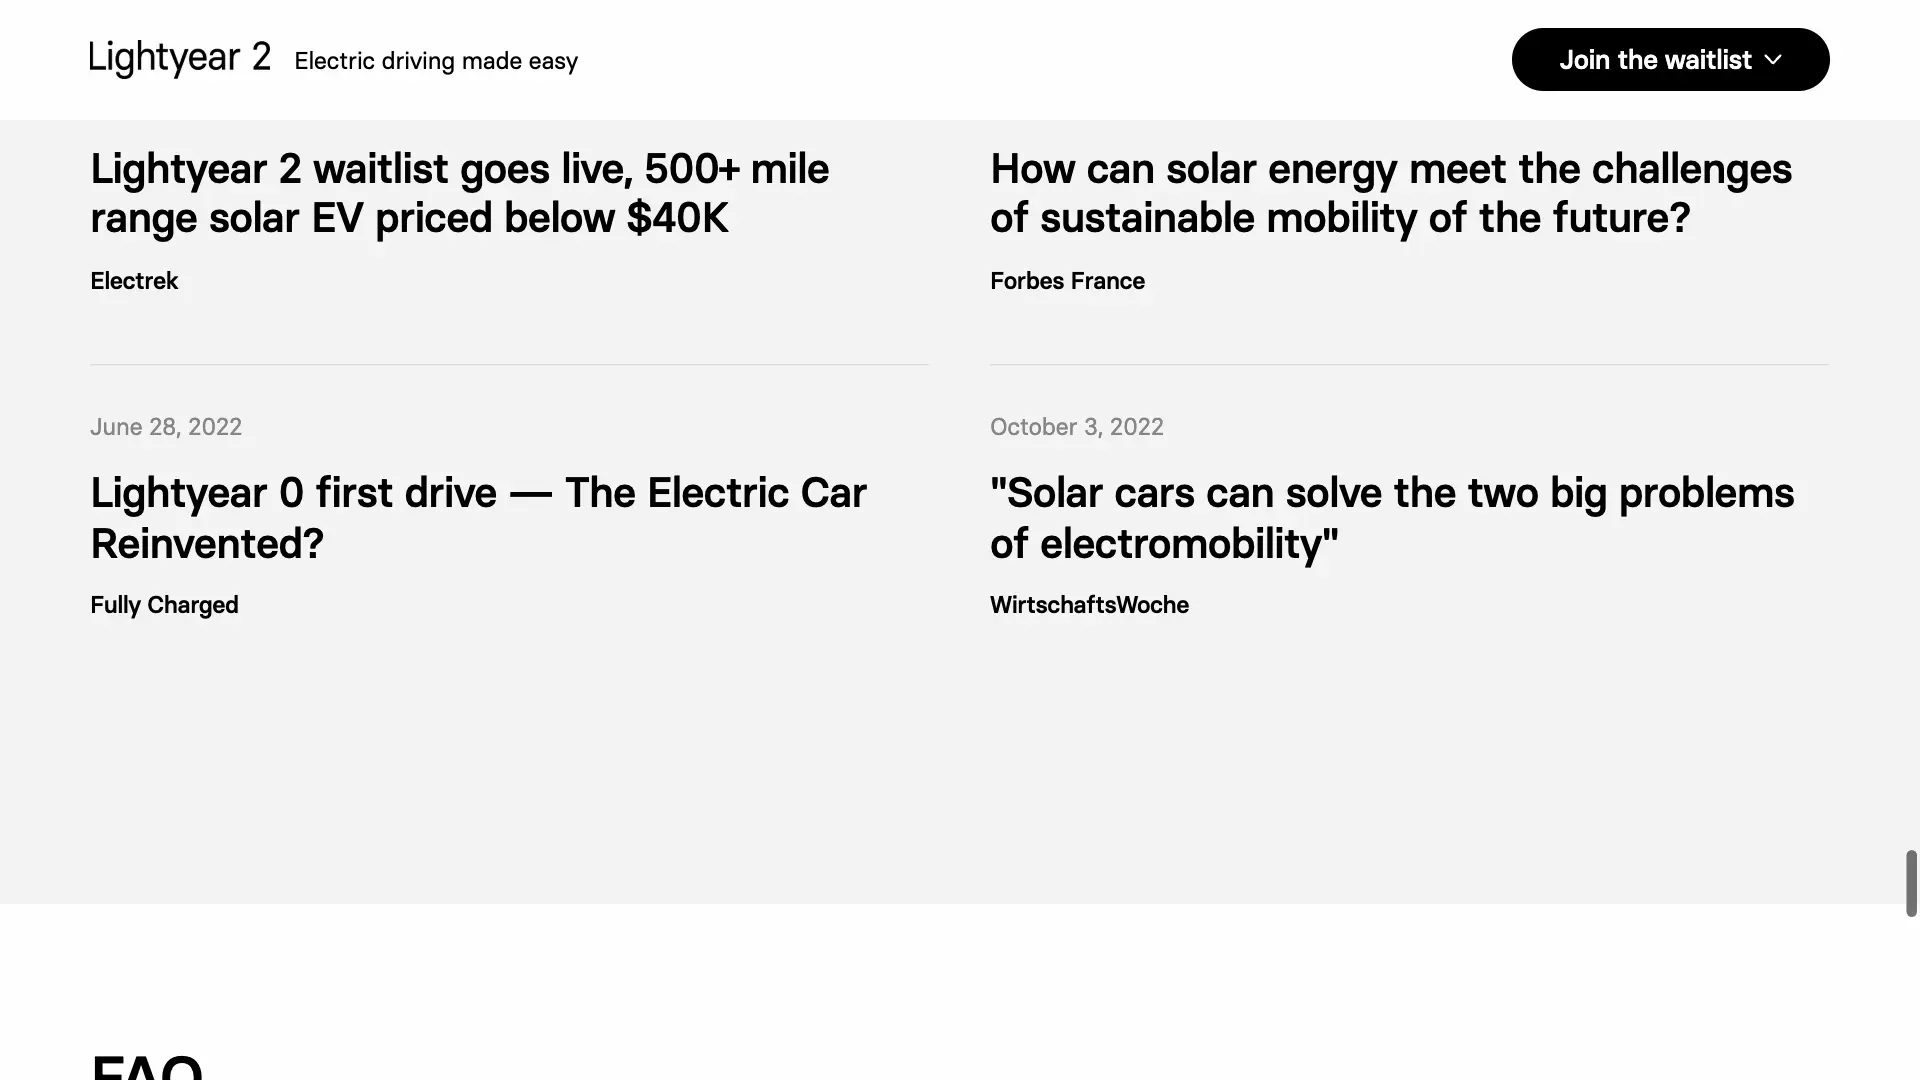 Lightyear 2 Electric driving made easy
Join the waitlist
Lightyear 2 waitlist goes live, 500+ mile
range solar EV priced below $40K
Electrek
How can solar energy meet the challenges
of sustainable mobility of the future?
Forbes France
June 28, 2022
Lightyear 0 first drive — The Electric Car
Reinvented?
Fully Charged
October 3, 2022
"Solar cars can solve the two big problems
of electromobility"
WirtschaftsWoche
FAQ